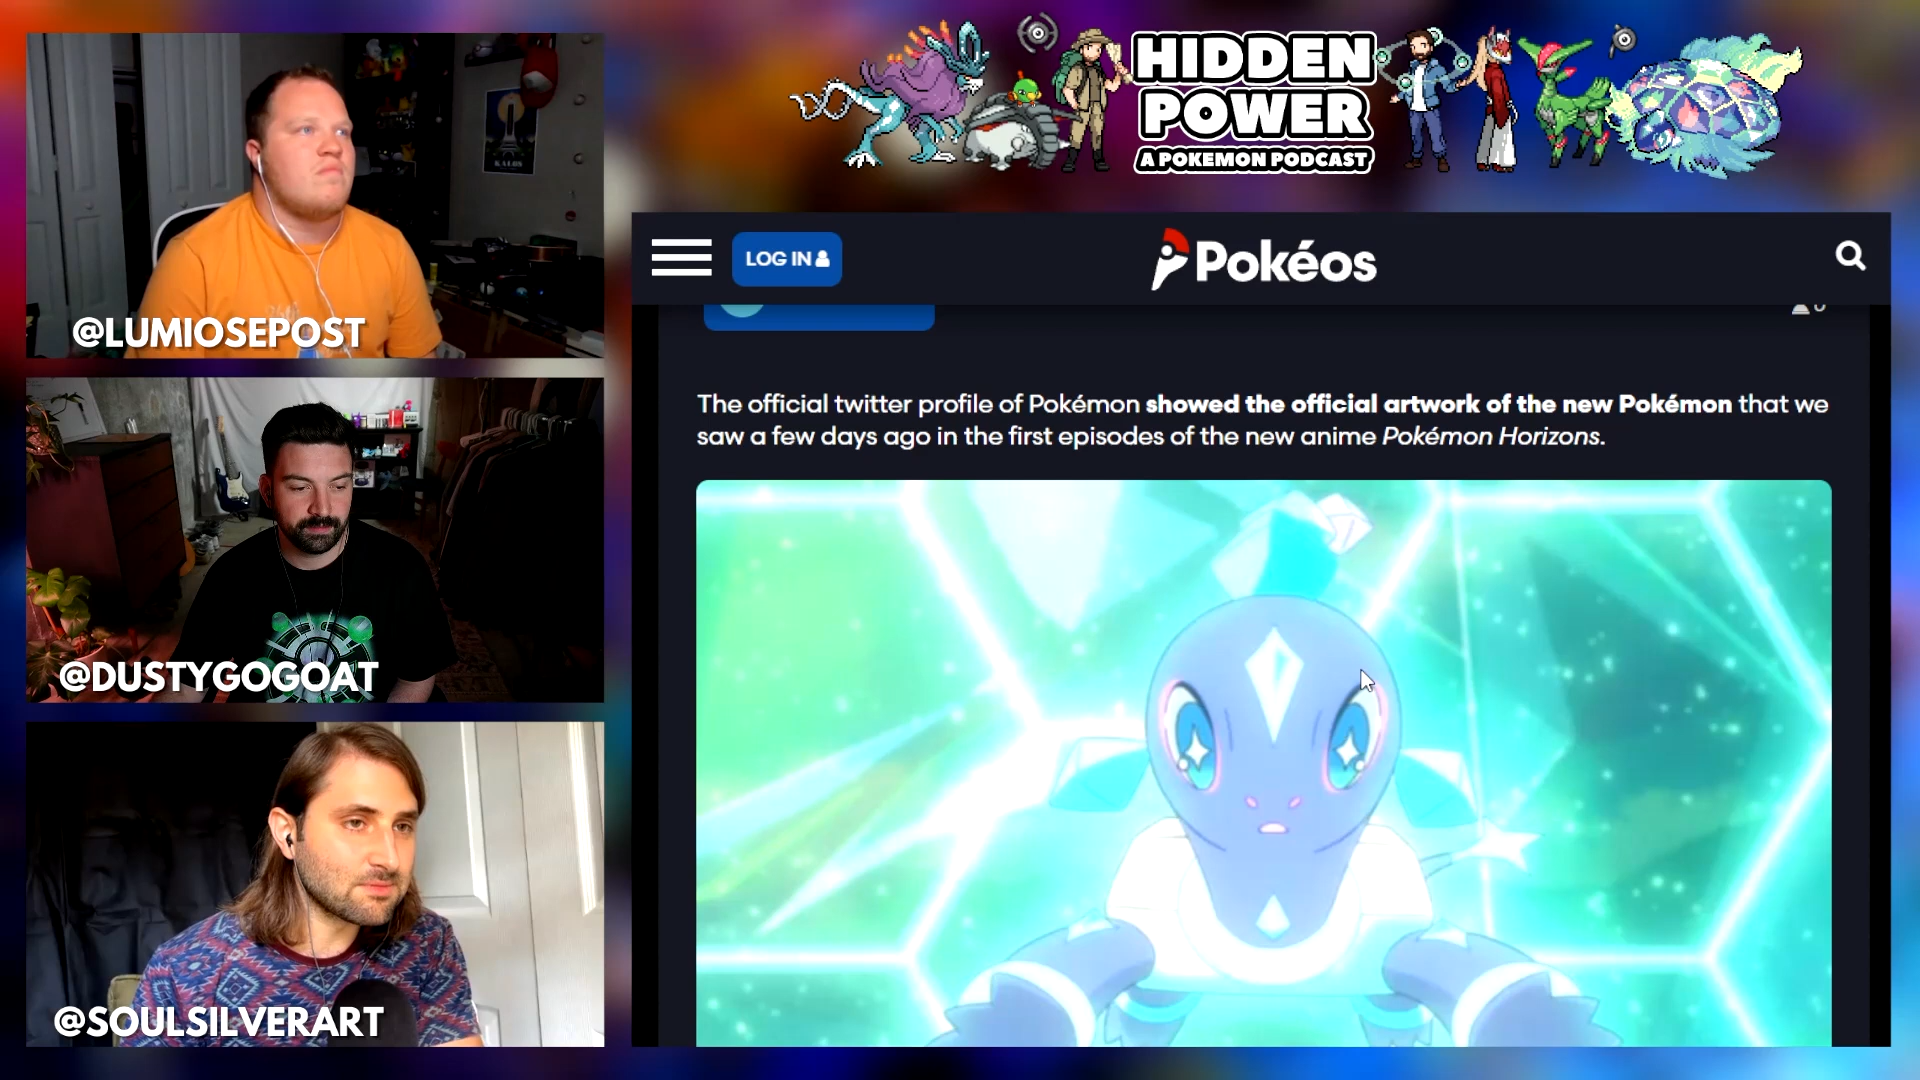 HIDDEN
POWER
A POKEMON PODCAST
LOG IN
Pokéos
The official twitter profile of Pokémon showed the official artwork of the new Pokémon that we
saw a few days ago in the first episodes of the new anime Pokémon Horizons.
KALOS
@LUMIOSEPOST
@DUSTYGOGOAT
@SOULSILVERART